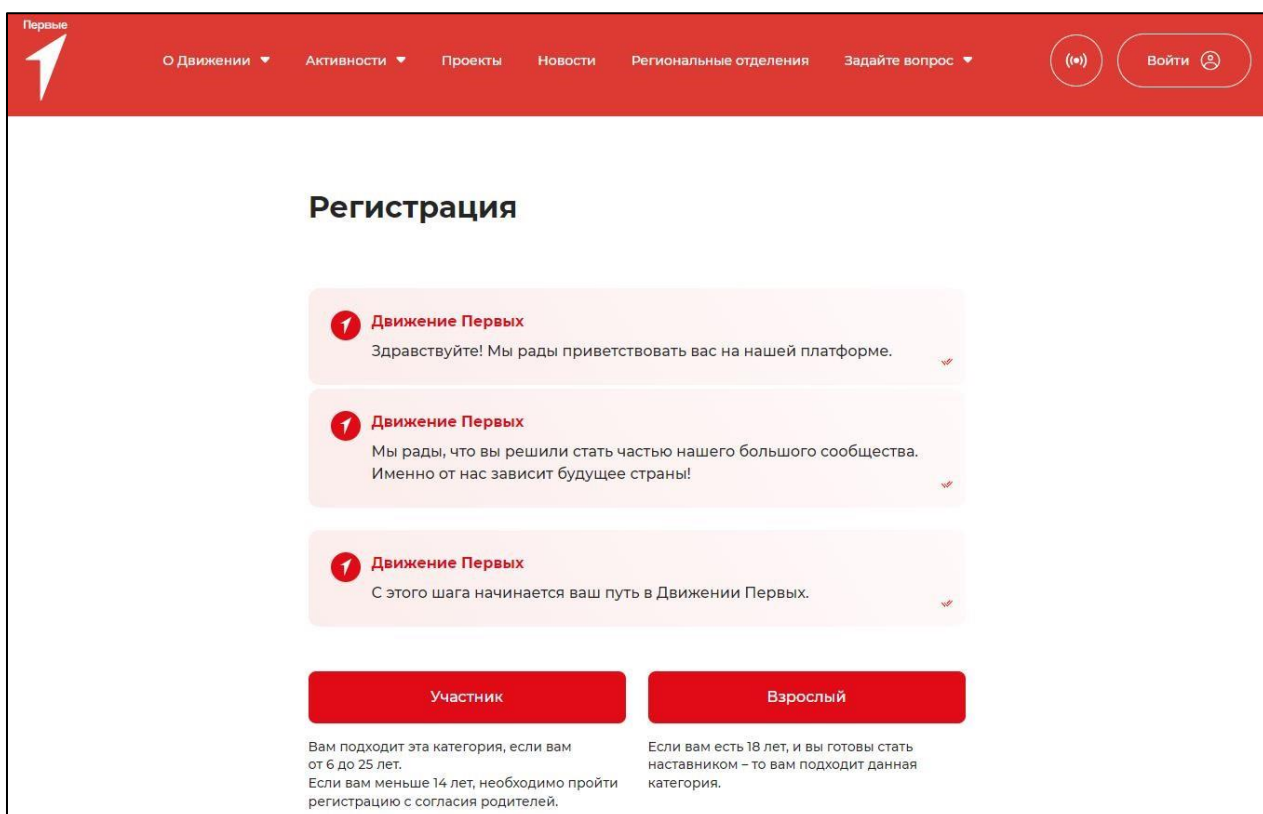 Первые
О Движении
Активности
Проекты
Новости
Региональные отделения
Задайте вопрос
Войти
Регистрация
Движение Первых
Здравствуйте! Мы рады приветствовать вас на нашей платформе.
Движение Первых
Мы рады, что вы решили стать частью нашего большого сообщества.
Именно от нас зависит будущее страны!
Движение Первых
С этого шага начинается ваш путь в Движении Первых.
Участник
Вам подходит эта категория, если вам
от 6 до 25 лет.
Если вам меньше 14 лет, необходимо пройти
регистрацию с согласия родителей.
Взрослый
Если вам есть 18 лет, и вы готовы стать
наставником – то вам подходит данная
категория.